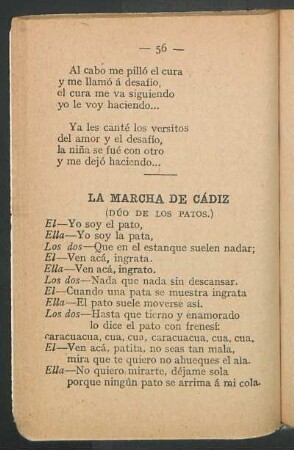 — 56 —
Al cabo me pilló el cura
y me llamó á desafio,
el cura me va siguiendo
yo le voy haciendo...
Ya les canté los versitos
del amor y el desafío,
la niña se fué con otro
y me dejó haciendo...
LA MARCHA DE CÁDIZ
(DÚO DE LOS PATOS.)
El—Yo soy el pato,
Ella—Yo soy la pata,
Los dos—Que en el estanque suelen nadar;
El—Ven acá, ingrata.
Ella—Ven acá, ingrato.
Los dos—Nada que nada sin descansar.
El—Cuando una pata se muestra ingrata
Ella—El pato suele moverse así.
Los dos—Hasta que tierno y enamorado
lo dice el pato con frenesí:
caracuacua, cua, cua, caracuacua, cua, cua,
El—Ven acá, patita, no seas tan mala,
mira que te quiero no ahueques el ala.
Ella—No quiero mirarte, déjame sola
porque ningún pato se arrima á mi cola.